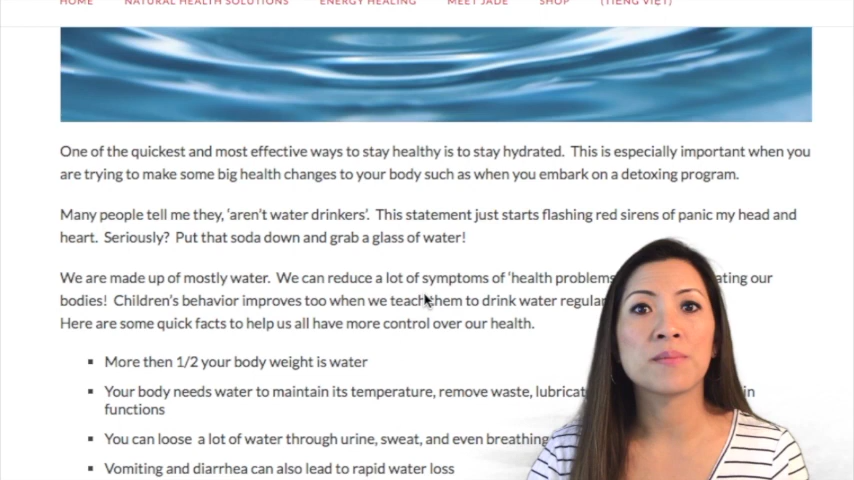 HOME NATURAL HEALTH SOLUTIONS ENERGY HEALING MEET JADE SHOP (TIẾNG VIỆT)
One of the quickest and most effective ways to stay healthy is to stay hydrated. This is especially important when you
are trying to make some big health changes to your body such as when you embark on a detoxing program.
Many people tell me they, ‘aren’t water drinkers’. This statement just starts flashing red sirens of panic my head and
heart. Seriously? Put that soda down and grab a glass of water!
We are made up of mostly water. We can reduce a lot of symptoms of ‘health problems our
bodies! Children’s behavior improves too when we teach them to drink water
Here are some quick facts to help us all have more control over our health.
▪ More then 1/2 your body weight is water
▪ Your body needs water to maintain its temperature, remove waste, in
functions
▪ You can loose a lot of water through urine, sweat, and even breathing
▪ Vomiting and diarrhea can also lead to rapid water loss